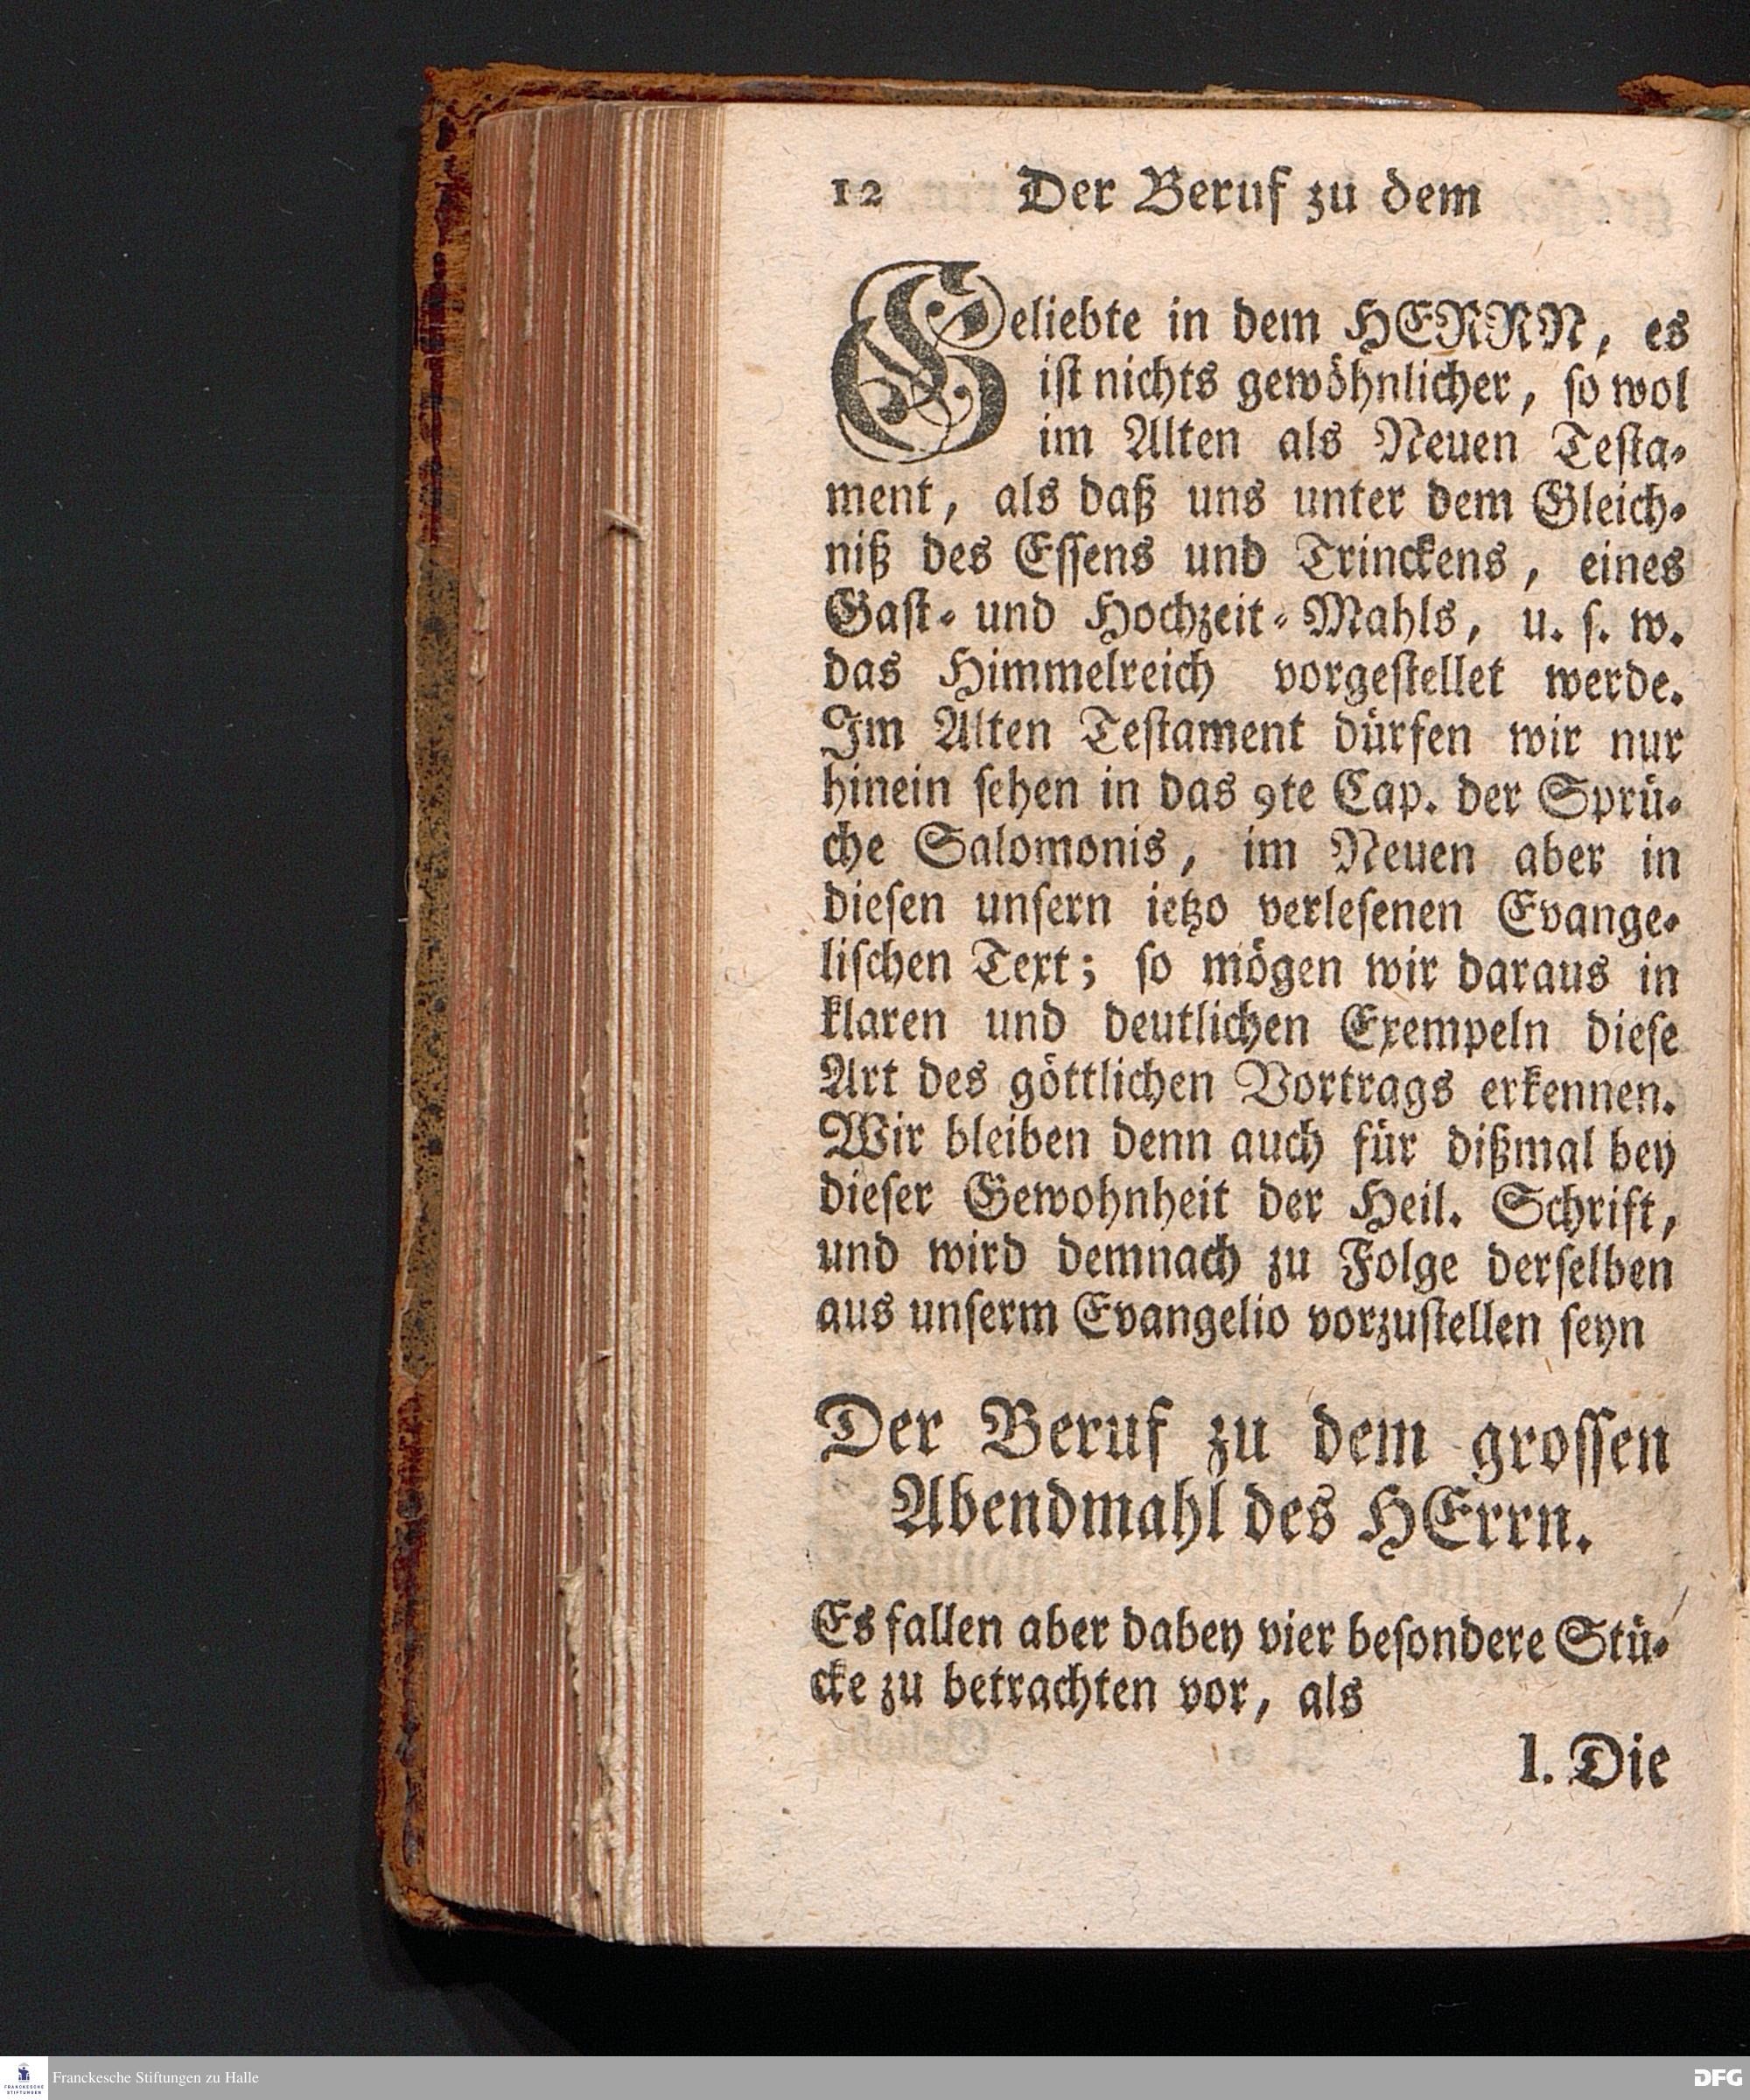 12 Der Beruf zu dem
Geliebte in dem HERRN, es
iſt nichts gewöhnlicher, ſo wol
im Alten als Neuen Teſta-
ment, als daß uns unter dem Gleich-
niß des Eſſens und Trinckens, eines
Gaſt- und Hochzeit-Mahls, u. ſ. w.
das Himmelreich vorgeſtellet werde.
Im Alten Teſtament dürfen wir nur
hinein ſehen in das 9te Cap. der Sprü-
che Salomonis, im Neuen aber in
dieſen unſern ietzo verleſenen Evange-
liſchen Text; ſo mögen wir daraus in
klaren und deutlichen Exempeln dieſe
Art des göttlichen Vortrags erkennen.
Wir bleiben denn auch für dißmal bey
dieſer Gewohnheit der Heil. Schrift,
und wird demnach zu Folge derſelben
aus unſerm Evangelio vorzuſtellen ſeyn
Der Beruf zu dem groſſen
Abendmahl des HErrn.
Es fallen aber dabey vier beſondere Stü-
cke zu betrachten vor, als
I. Die
FRANCKESCHE
STIFTUNGEN
Franckesche Stiftungen zu Halle
DFG